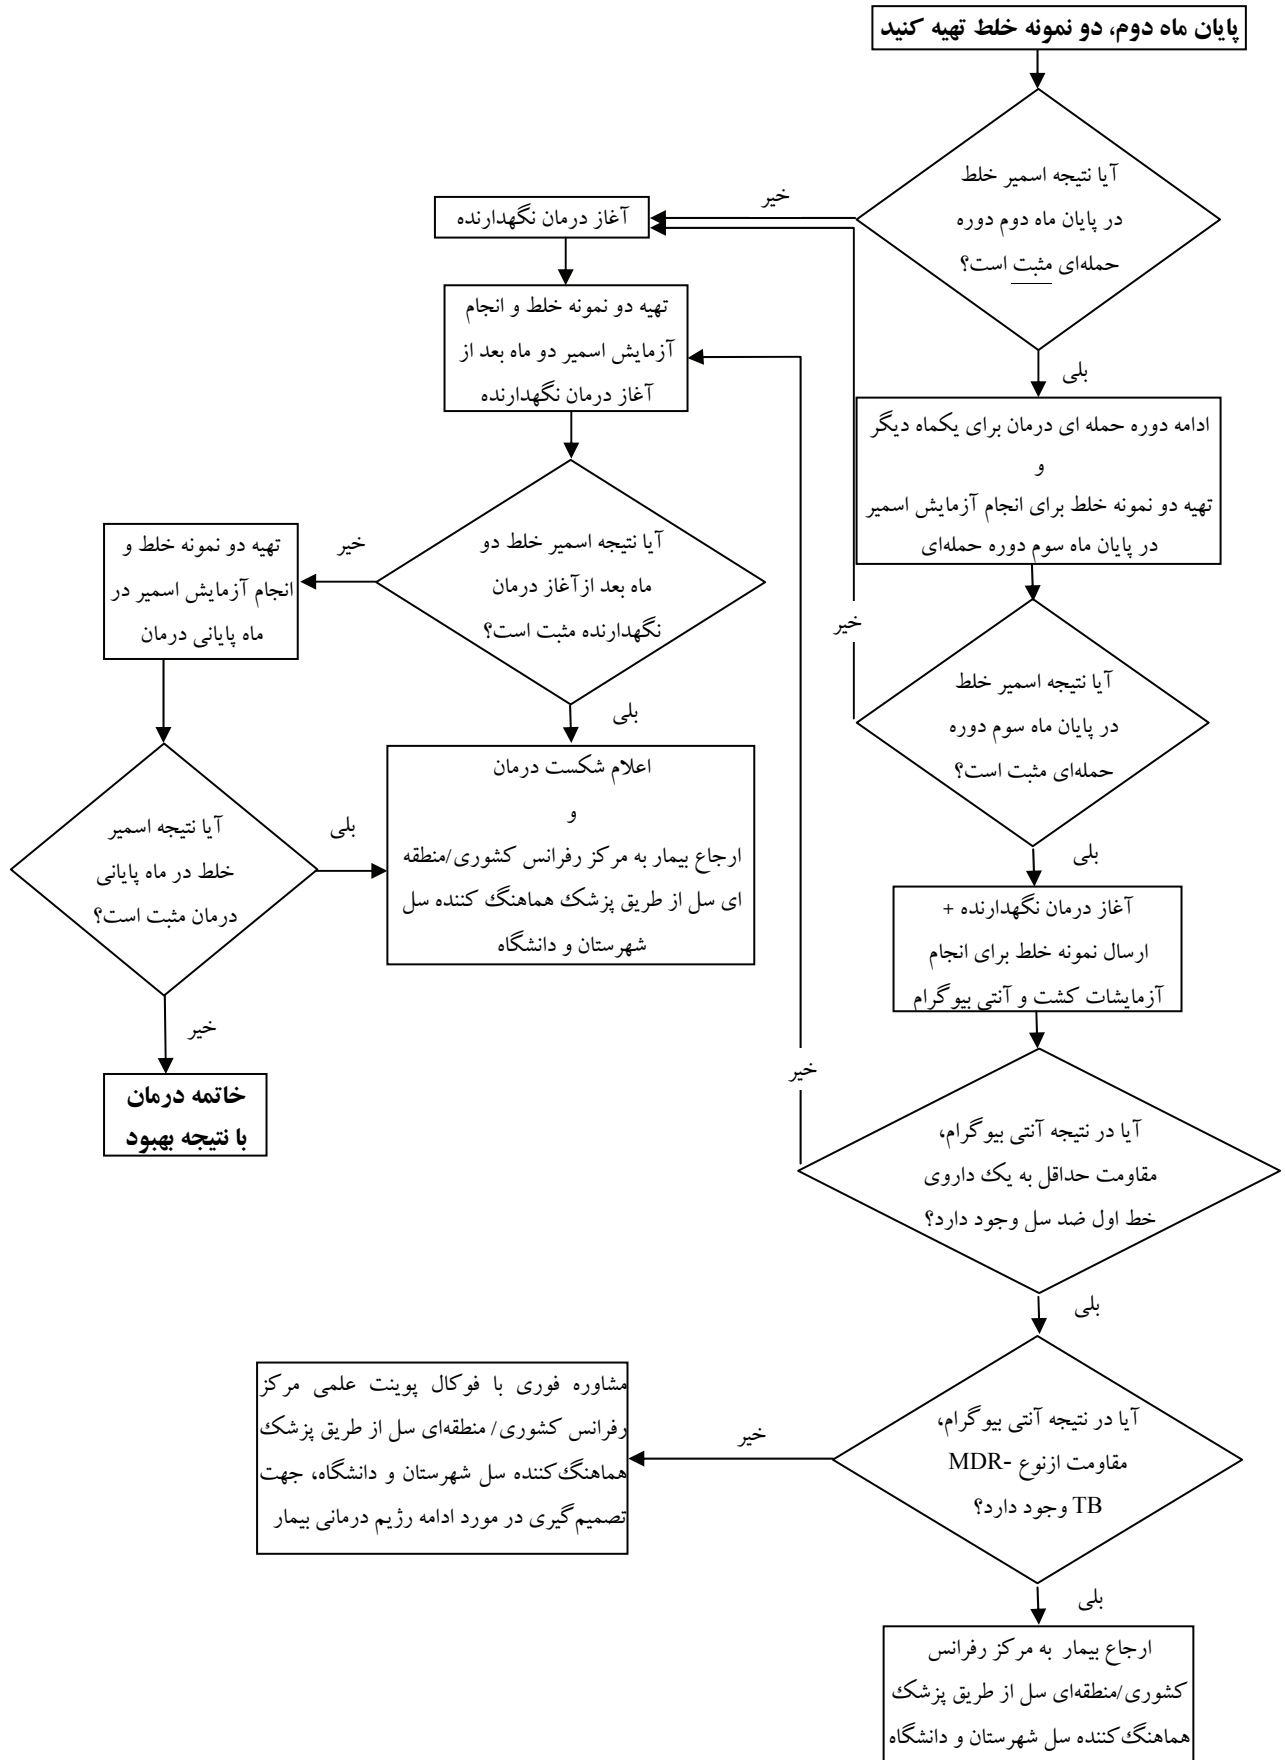 پایان ماه دوم، دو نمونه خلط تهیه کنید
آیا نتیجه اسمیر خلط
در پایان ماه دوم دوره
حمله‌ای مثبت است؟
خیر
بلی
آغاز درمان نگهدارنده
تهیه دو نمونه خلط و انجام
آزمایش اسمیر دو ماه بعد از
آغاز درمان نگهدارنده
ادامه دوره حمله ای درمان برای یکماه دیگر
و
تهیه دو نمونه خلط برای انجام آزمایش اسمیر
در پایان ماه سوم دوره حمله‌ای
آیا نتیجه اسمیر خلط دو
ماه بعد ازآغاز درمان
نگهدارنده مثبت است؟
خیر
بلی
تهیه دو نمونه خلط و
انجام آزمایش اسمیر در
ماه پایانی درمان
خیر
آیا نتیجه اسمیر خلط
در پایان ماه سوم دوره
حمله‌ای مثبت است؟
بلی
اعلام شکست درمان
و
ارجاع بیمار به مرکز رفرانس کشوری/منطقه
ای سل از طریق پزشک هماهنگ کننده سل
شهرستان و دانشگاه
آیا نتیجه اسمیر
خلط در ماه پایانی
درمان مثبت است؟
بلی
خیر
خاتمه درمان
با نتیجه بهبود
آغاز درمان نگهدارنده +
ارسال نمونه خلط برای انجام
آزمایشات کشت و آنتی بیوگرام
خیر
آیا در نتیجه آنتی بیوگرام،
مقاومت حداقل به یک داروی
خط اول ضد سل وجود دارد؟
بلی
آیا در نتیجه آنتی بیوگرام،
مقاومت ازنوع MDR-
TB وجود دارد؟
خیر
مشاوره فوری با فوکال پوینت علمی مرکز
رفرانس کشوری/ منطقه‌ای سل از طریق پزشک
هماهنگ‌کننده سل شهرستان و دانشگاه، جهت
تصمیم‌گیری در مورد ادامه رژیم درمانی بیمار
بلی
ارجاع بیمار به مرکز رفرانس
کشوری/منطقه‌ای سل از طریق پزشک
هماهنگ‌کننده سل شهرستان و دانشگاه